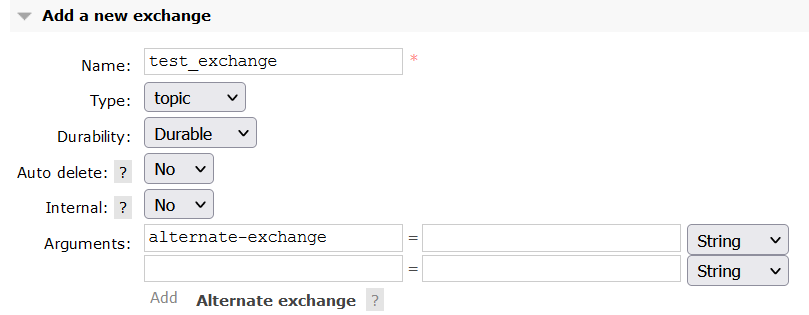 Add a new exchange
Name: test_exchange *
Type: topic
Durability: Durable
Auto delete: ? No
Internal: ? No
Arguments: alternate-exchange = String
= String
Add Alternate exchange ?